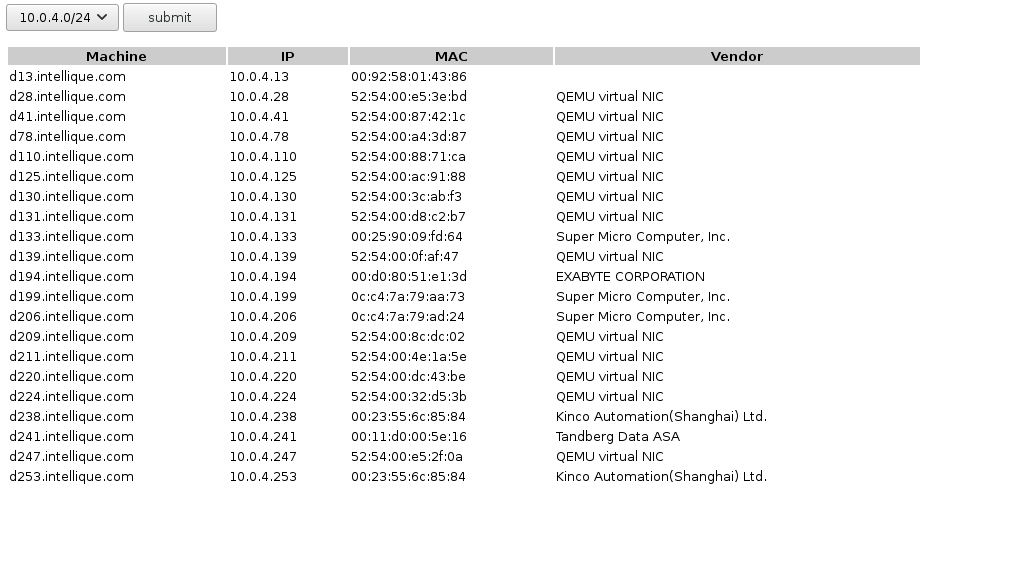 10.0.4.0/24 submit
Machine IP MAC Vendor
d13.intellique.com 10.0.4.13 00:92:58:01:43:86
d28.intellique.com 10.0.4.28 52:54:00:e5:3e:bd QEMU virtual NIC
d41.intellique.com 10.0.4.41 52:54:00:87:42:1c QEMU virtual NIC
d78.intellique.com 10.0.4.78 52:54:00:a4:3d:87 QEMU virtual NIC
d110.intellique.com 10.0.4.110 52:54:00:88:71:ca QEMU virtual NIC
d125.intellique.com 10.0.4.125 52:54:00:ac:91:88 QEMU virtual NIC
d130.intellique.com 10.0.4.130 52:54:00:3c:ab:f3 QEMU virtual NIC
d131.intellique.com 10.0.4.131 52:54:00:d8:c2:b7 QEMU virtual NIC
d133.intellique.com 10.0.4.133 00:25:90:09:fd:64 Super Micro Computer, Inc.
d139.intellique.com 10.0.4.139 52:54:00:0f:af:47 QEMU virtual NIC
d194.intellique.com 10.0.4.194 00:d0:80:51:e1:3d EXABYTE CORPORATION
d199.intellique.com 10.0.4.199 0c:c4:7a:79:aa:73 Super Micro Computer, Inc.
d206.intellique.com 10.0.4.206 0c:c4:7a:79:ad:24 Super Micro Computer, Inc.
d209.intellique.com 10.0.4.209 52:54:00:8c:dc:02 QEMU virtual NIC
d211.intellique.com 10.0.4.211 52:54:00:4e:1a:5e QEMU virtual NIC
d220.intellique.com 10.0.4.220 52:54:00:dc:43:be QEMU virtual NIC
d224.intellique.com 10.0.4.224 52:54:00:32:d5:3b QEMU virtual NIC
d238.intellique.com 10.0.4.238 00:23:55:6c:85:84 Kinco Automation(Shanghai) Ltd.
d241.intellique.com 10.0.4.241 00:11:d0:00:5e:16 Tandberg Data ASA
d247.intellique.com 10.0.4.247 52:54:00:e5:2f:0a QEMU virtual NIC
d253.intellique.com 10.0.4.253 00:23:55:6c:85:84 Kinco Automation(Shanghai) Ltd.